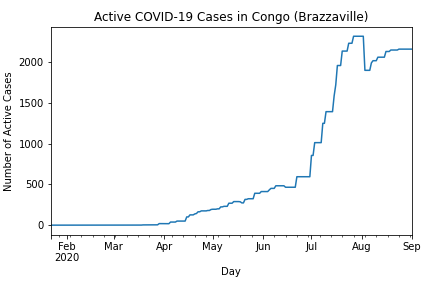 Active COVID-19 Cases in Congo (Brazzaville)
Number of Active Cases
2000
1500
1000
500
0
Feb Mar Apr May Jun Jul Aug Sep
2020
Day